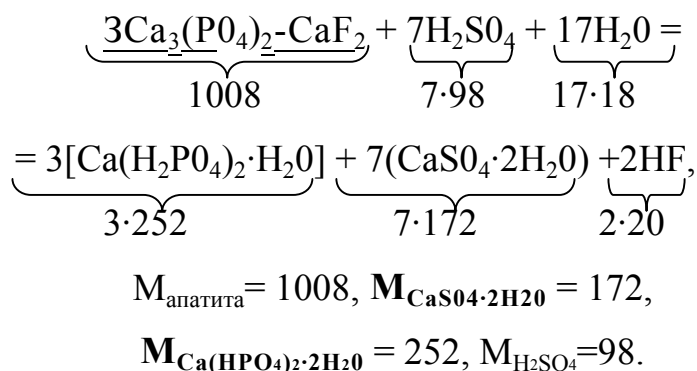 3Ca₃(P0₄)₂-CaF₂ + 7H₂S0₄ + 17H₂0 =
1008 7·98 17·18
= 3[Ca(H₂P0₄)₂·H₂0] + 7(CaS0₄·2H₂0) +2HF,
3·252 7·172 2·20
Mапатита= 1008, MCaS04·2H20 = 172,
MCa(HPO₄)₂·2H₂0 = 252, MH₂SO₄=98.